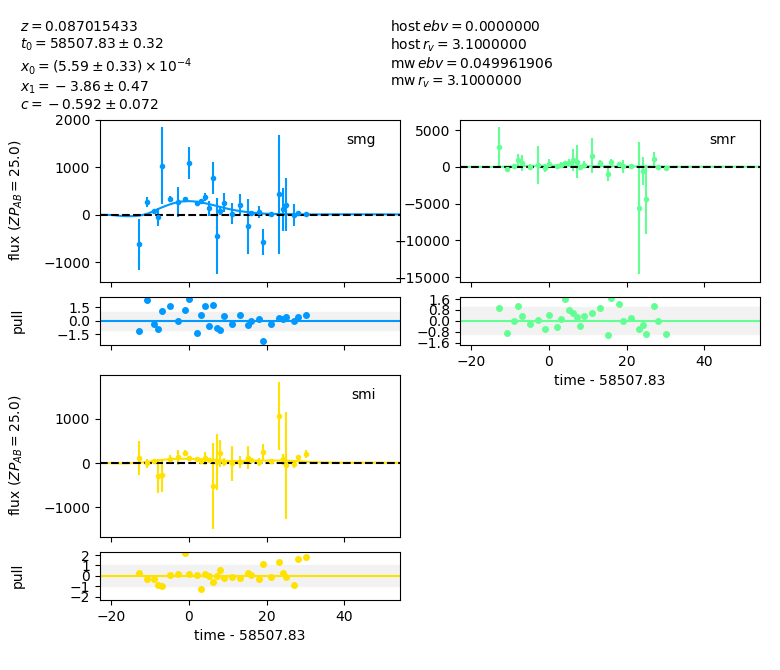 z = 0.087015433
t₀ = 58507.83 ± 0.32
x₀ = (5.59 ± 0.33) × 10⁻⁴
x₁ = −3.86 ± 0.47
c = −0.592 ± 0.072
host ebv = 0.0000000
host r_v = 3.1000000
mw ebv = 0.049961906
mw r_v = 3.1000000
flux (ZP_AB = 25.0)
2000
1000
0
−1000
smg
5000
0
−5000
−10000
−15000
smr
pull
1.5
0.0
−1.5
1.6
0.8
0.0
−0.8
−1.6
−20
0
20
40
time - 58507.83
flux (ZP_AB = 25.0)
1000
0
−1000
smi
pull
2
1
0
−1
−2
−20
0
20
40
time - 58507.83